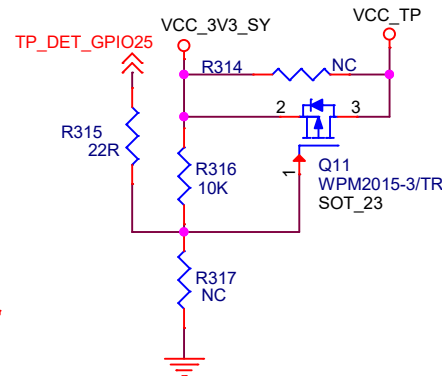 VCC_3V3_SY
VCC_TP
TP_DET_GPIO25
R314
NC
2
3
R315
22R
R316
10K
1
Q11
WPM2015-3/TR
SOT_23
R317
NC